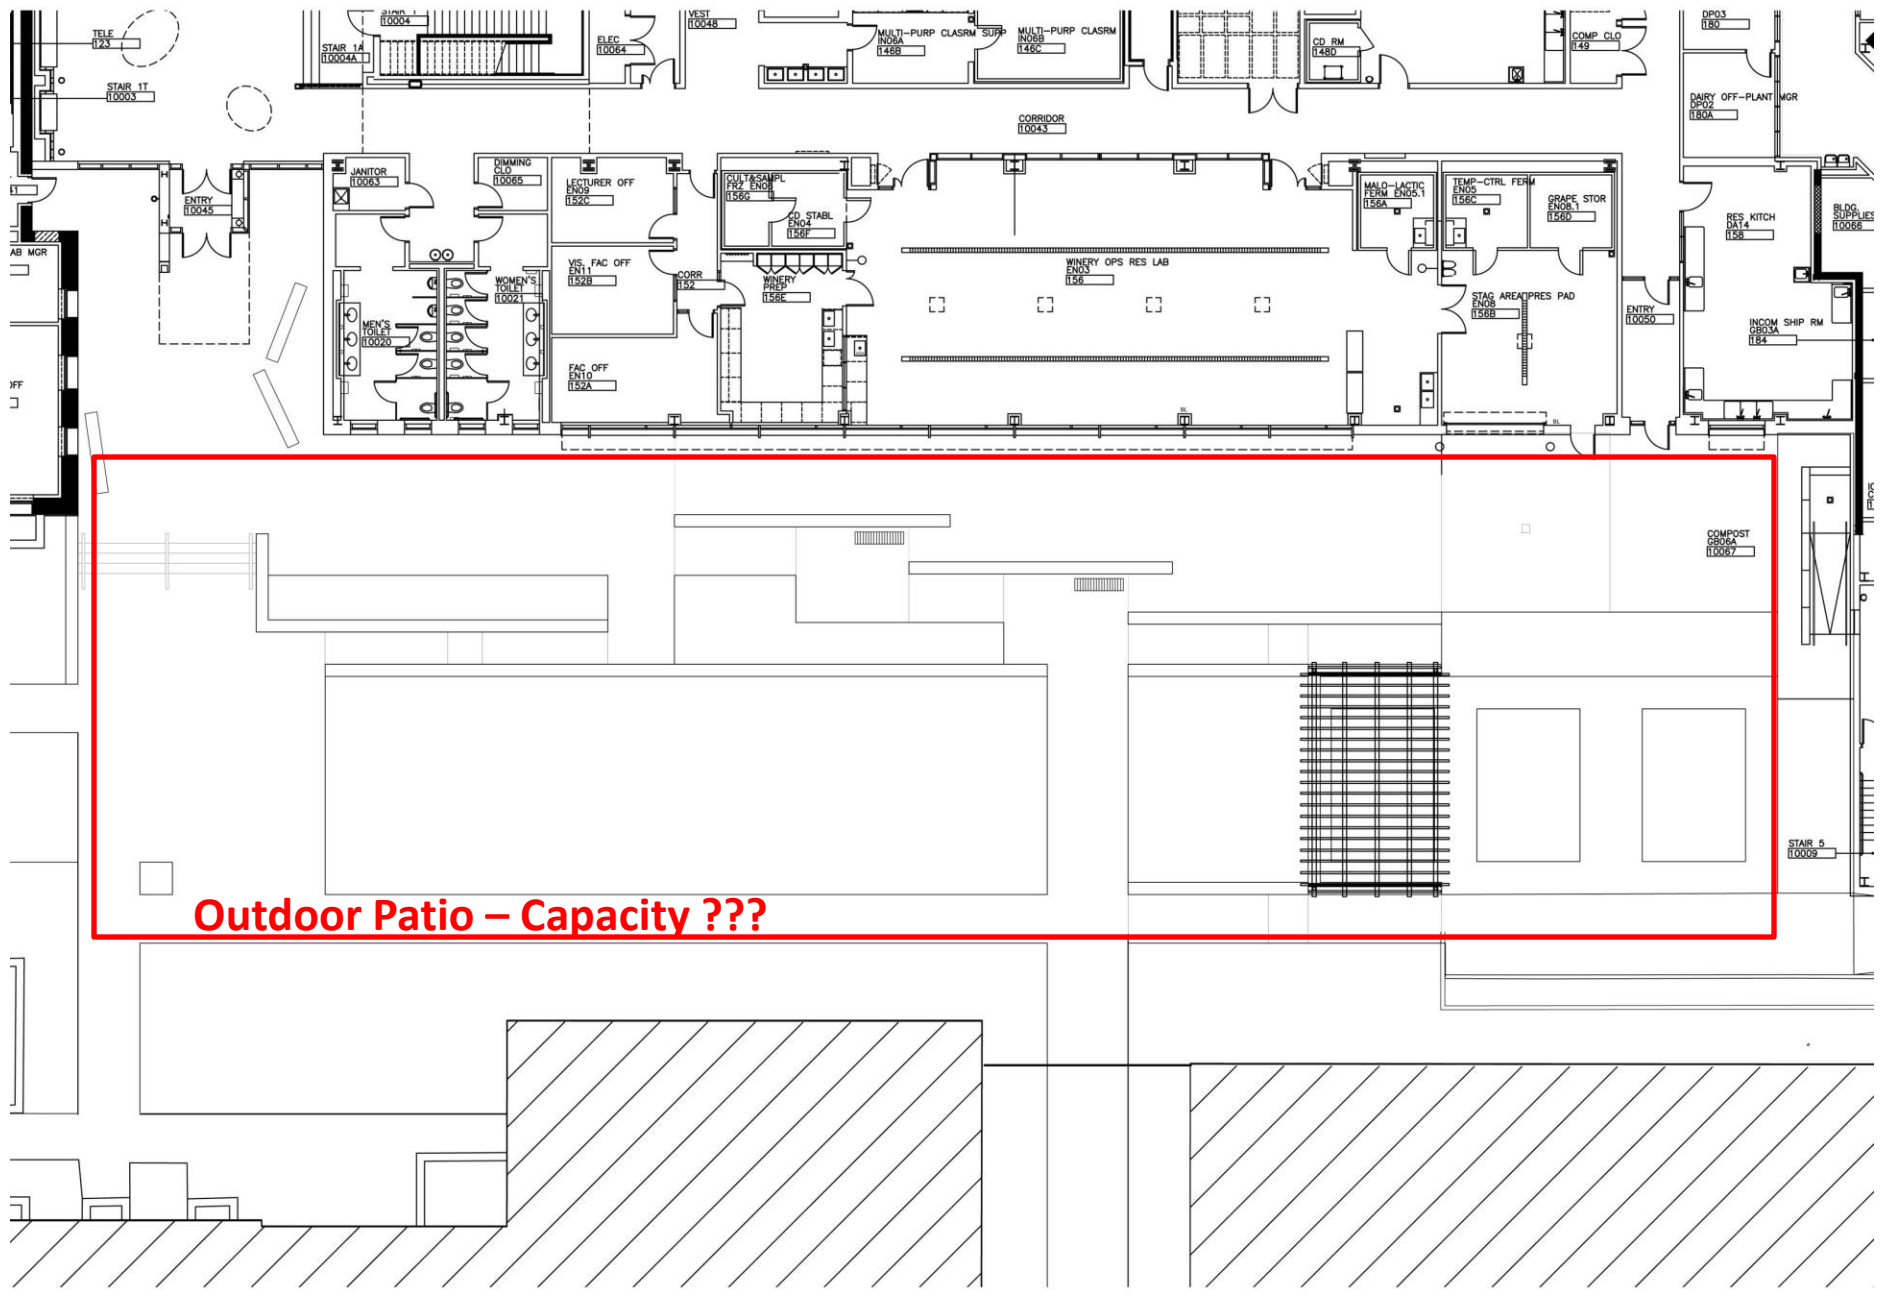 TELE
123
STAIR 1T
10003
STAIR 1A
10004A
STAIR 1
10004
ELEC
10064
VEST
10048
MULTI-PURP CLASRM SUPP
IN06A
146B
MULTI-PURP CLASRM
IN06B
146C
CD RM
148D
COMP CLO
149
DP03
180
DAIRY OFF-PLANT MGR
DP02
180A
CORRIDOR
10043
ENTRY
10045
JANITOR
10063
DIMMING
CLO
10065
LECTURER OFF
EN09
152C
CULT&SAMPL
FRZ EN06
156G
CD STABL
EN04
156F
MALO-LACTIC
FERM EN05.1
156A
TEMP-CTRL FERM
EN05
156C
GRAPE STOR
EN08.1
156D
RES KITCH
DA14
158
BLDG.
SUPPLIES
10066
AB MGR
VIS. FAC OFF
EN11
152B
CORR
152
WINERY
PREP
156E
WINERY OPS RES LAB
EN03
156
STAG AREA/PRES PAD
EN08
156B
ENTRY
10050
INCOM SHIP RM
GB03A
184
WOMEN'S
TOILET
10021
MEN'S
TOILET
10020
FAC OFF
EN10
152A
OFF
BL
BL
COMPOST
GB06A
10067
STAIR 5
10009
Outdoor Patio – Capacity ???